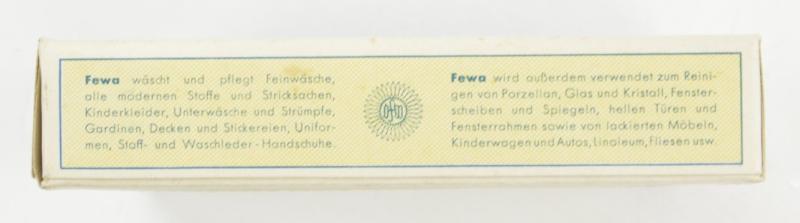 Fewa wäscht und pflegt Feinwäsche,
alle modernen Stoffe und Stricksachen,
Kinderkleider, Unterwäsche und Strümpfe,
Gardinen, Decken und Stickereien, Unifor-
men, Stoff- und Waschleder-Handschuhe.
Fewa wird außerdem verwendet zum Reini-
gen von Porzellan, Glas und Kristall, Fenster-
scheiben und Spiegeln, hellen Türen und
Fensterrahmen sowie von lackierten Möbeln,
Kinderwagen und Autos, Linoleum, Fliesen usw.